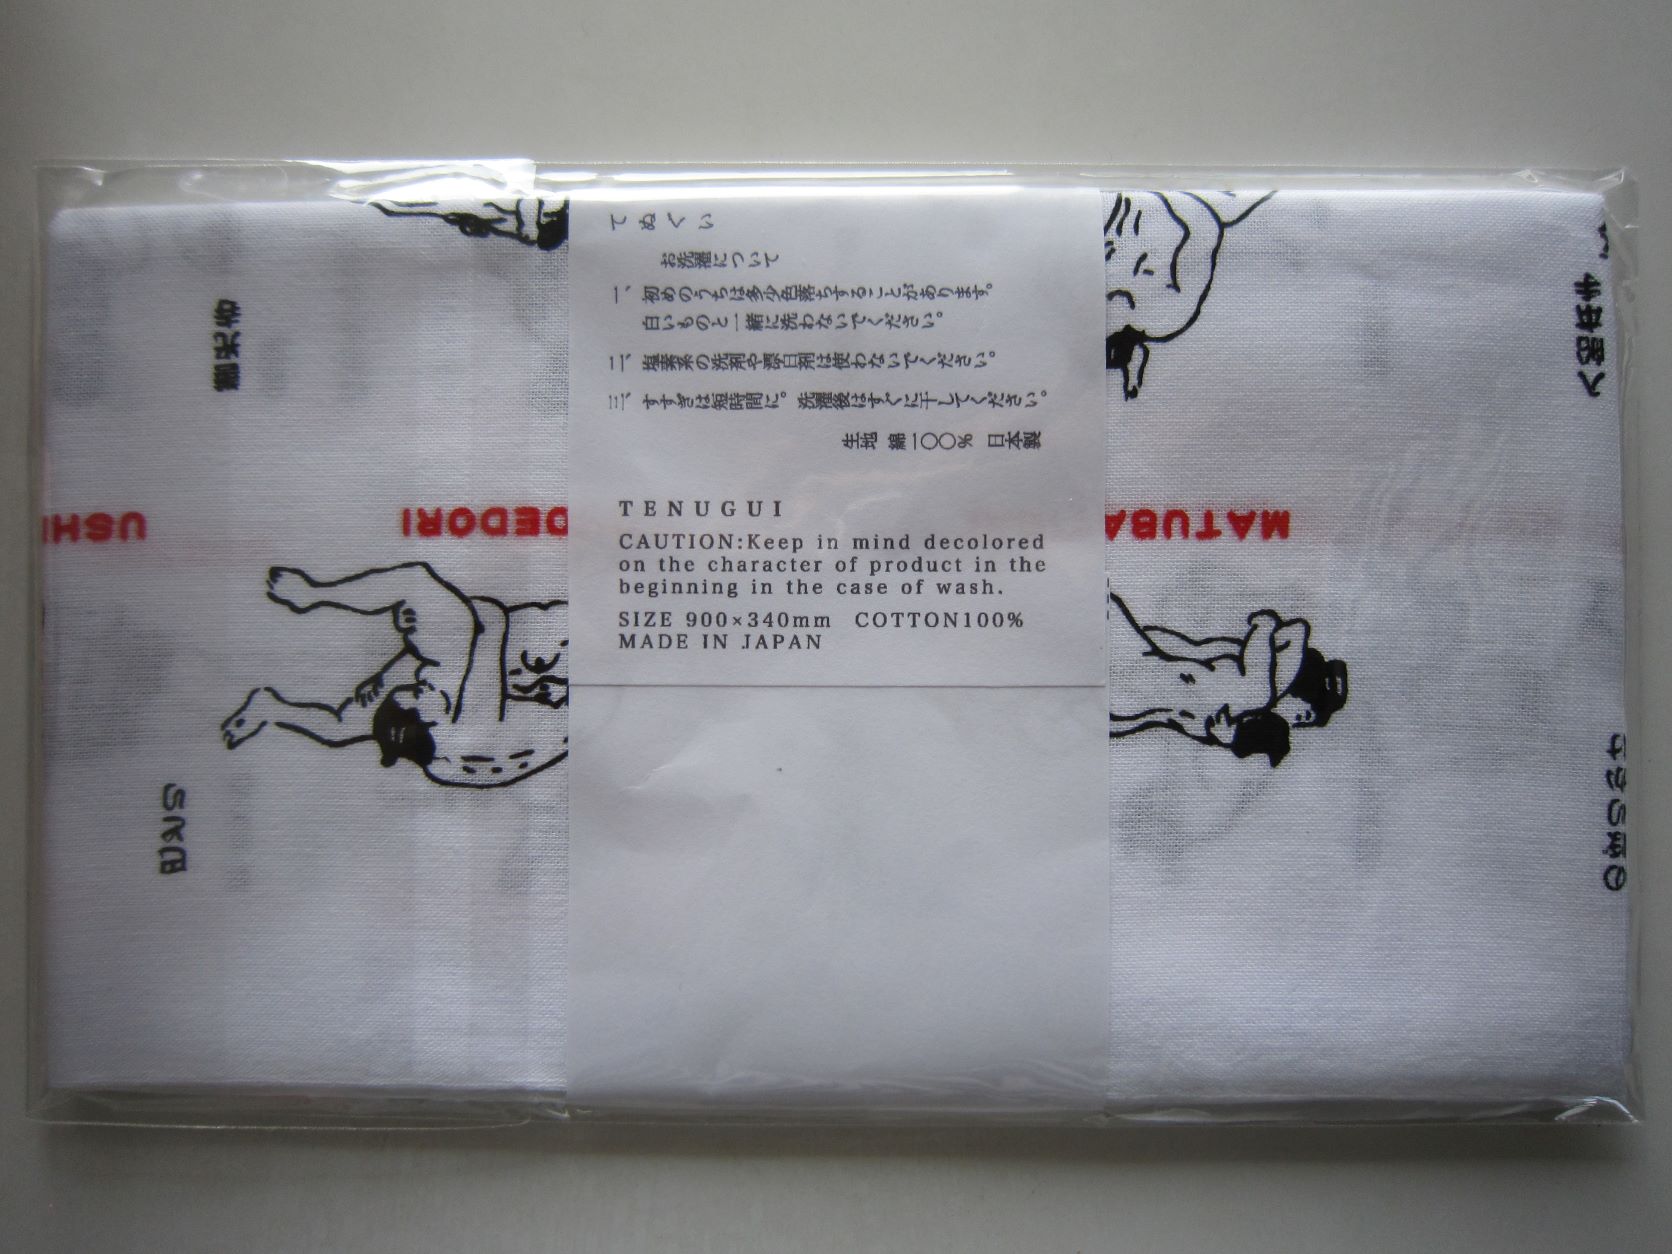 てぬぐい
お洗濯について
一、初めのうちは多少色落ちすることがあります。
白いものと一緒に洗わないでください。
二、塩素系の洗剤や漂白剤は使わないでください。
三、すすぎは短時間に。洗濯後はすぐに干してください。
生地 綿一〇〇% 日本製
TENUGUI
CAUTION:Keep in mind decolored
on the character of product in the
beginning in the case of wash.
SIZE 900×340mm COTTON100%
MADE IN JAPAN
USHI
DEDORI
MATUBA